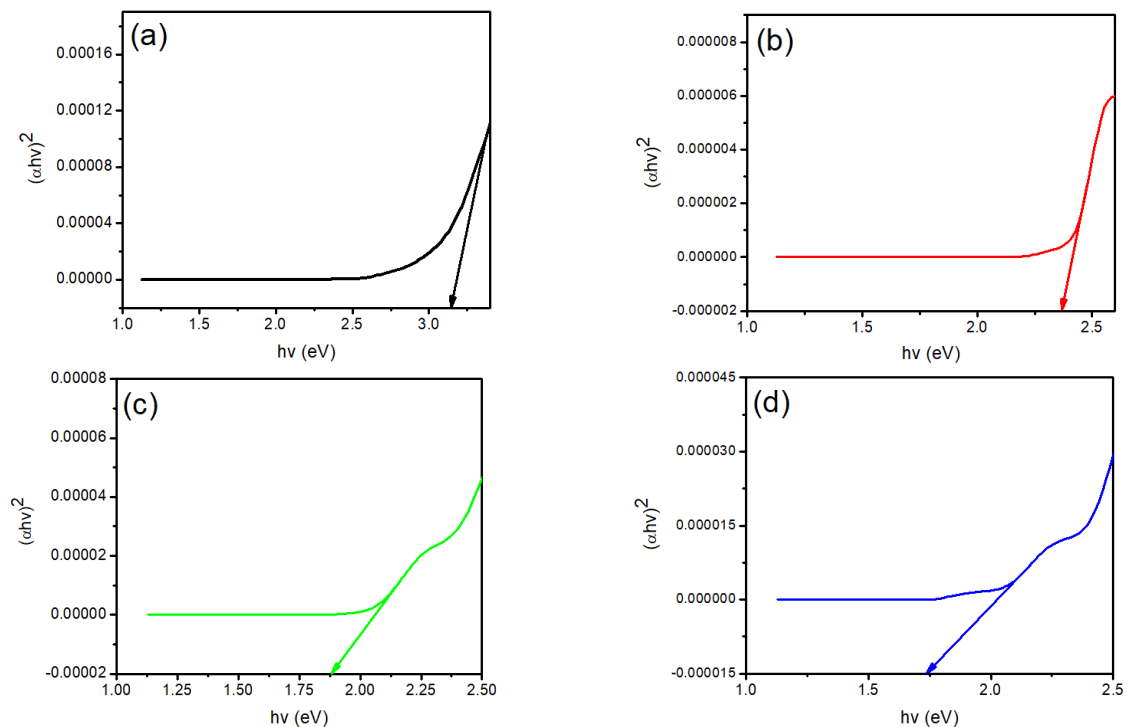 (a)
0.00016
0.00012
0.00008
0.00004
0.00000
(αhv)2
1.0 1.5 2.0 2.5 3.0
hv (eV)
(b)
0.000008
0.000006
0.000004
0.000002
0.000000
-0.000002
(αhv)2
1.0 1.5 2.0 2.5
hv (eV)
(c)
0.00008
0.00006
0.00004
0.00002
0.00000
-0.00002
(αhv)2
1.00 1.25 1.50 1.75 2.00 2.25 2.50
hv (eV)
(d)
0.000045
0.000030
0.000015
0.000000
-0.000015
(αhv)2
1.0 1.5 2.0 2.5
hv (eV)